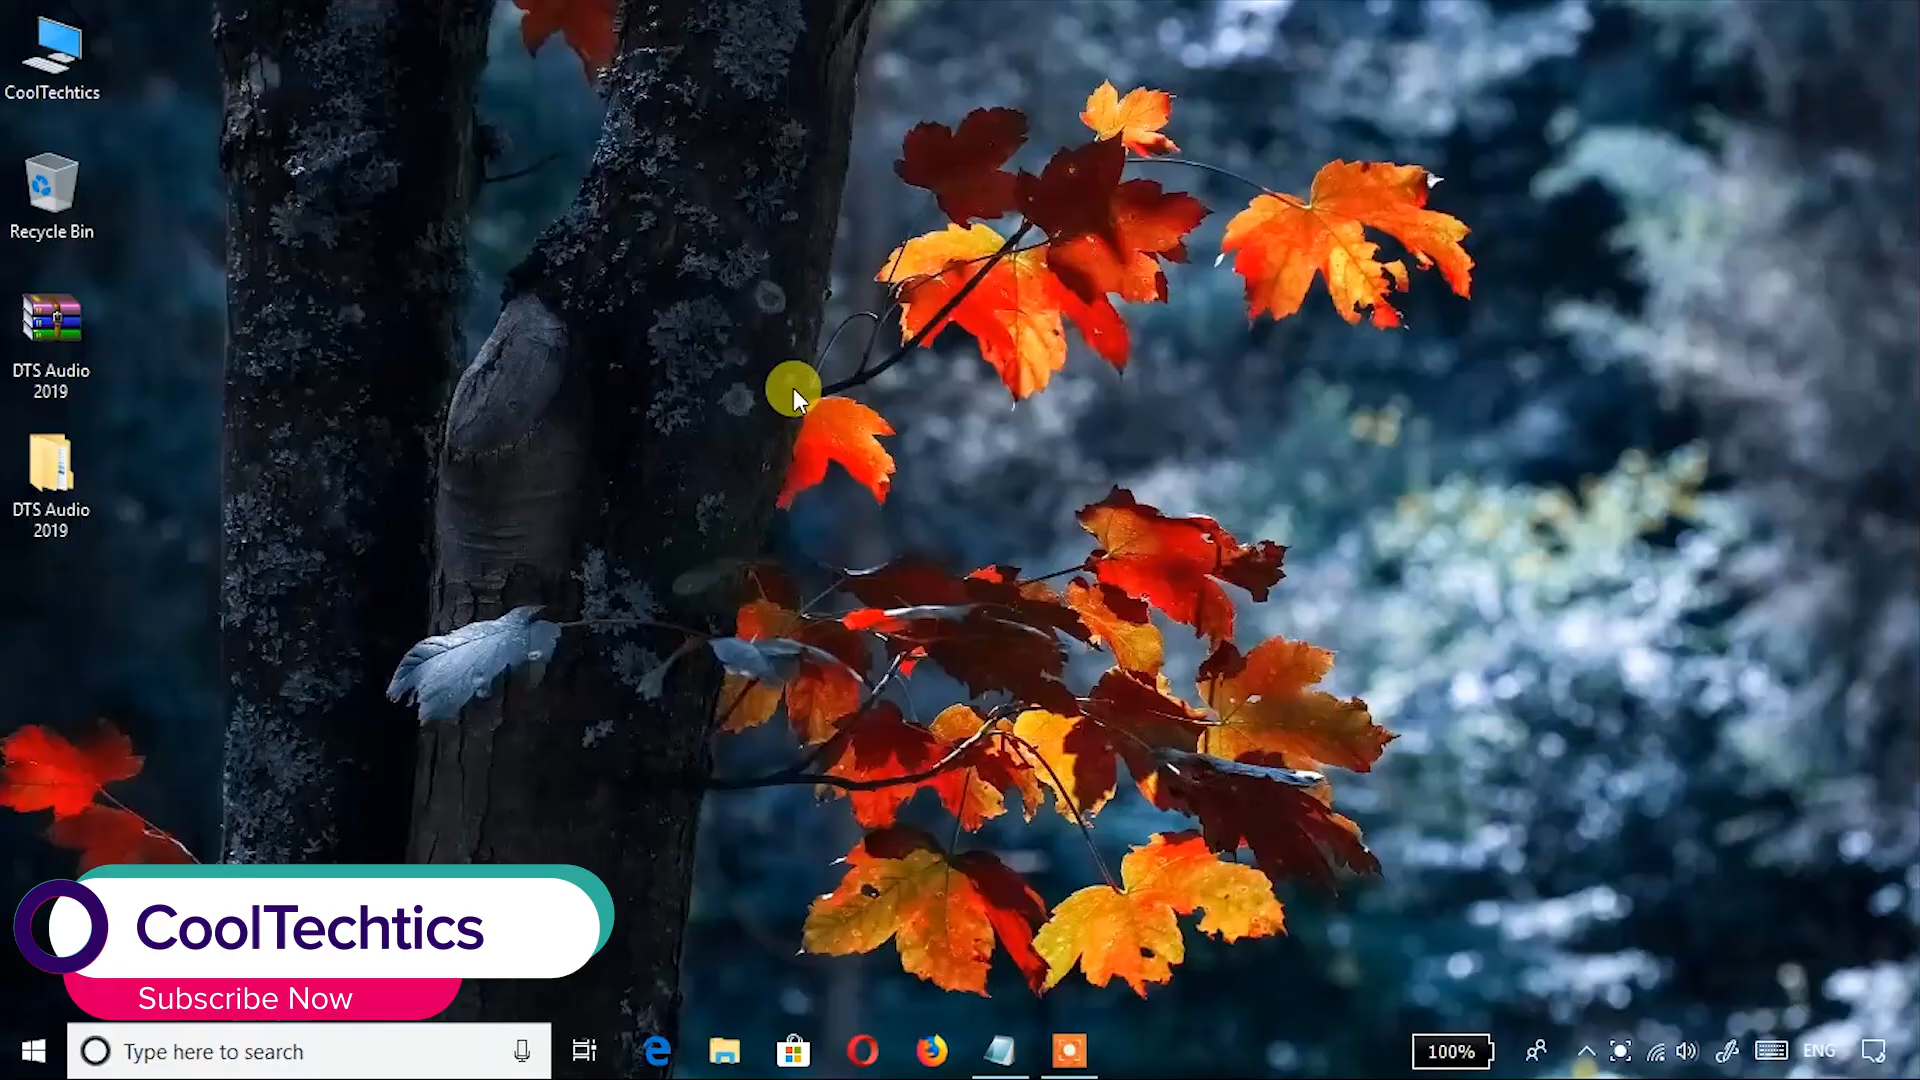 CoolTechtics
Recycle Bin
DTS Audio
2019
DTS Audio
2019
CoolTechtics
Subscribe Now
Type here to search
100%
ENG